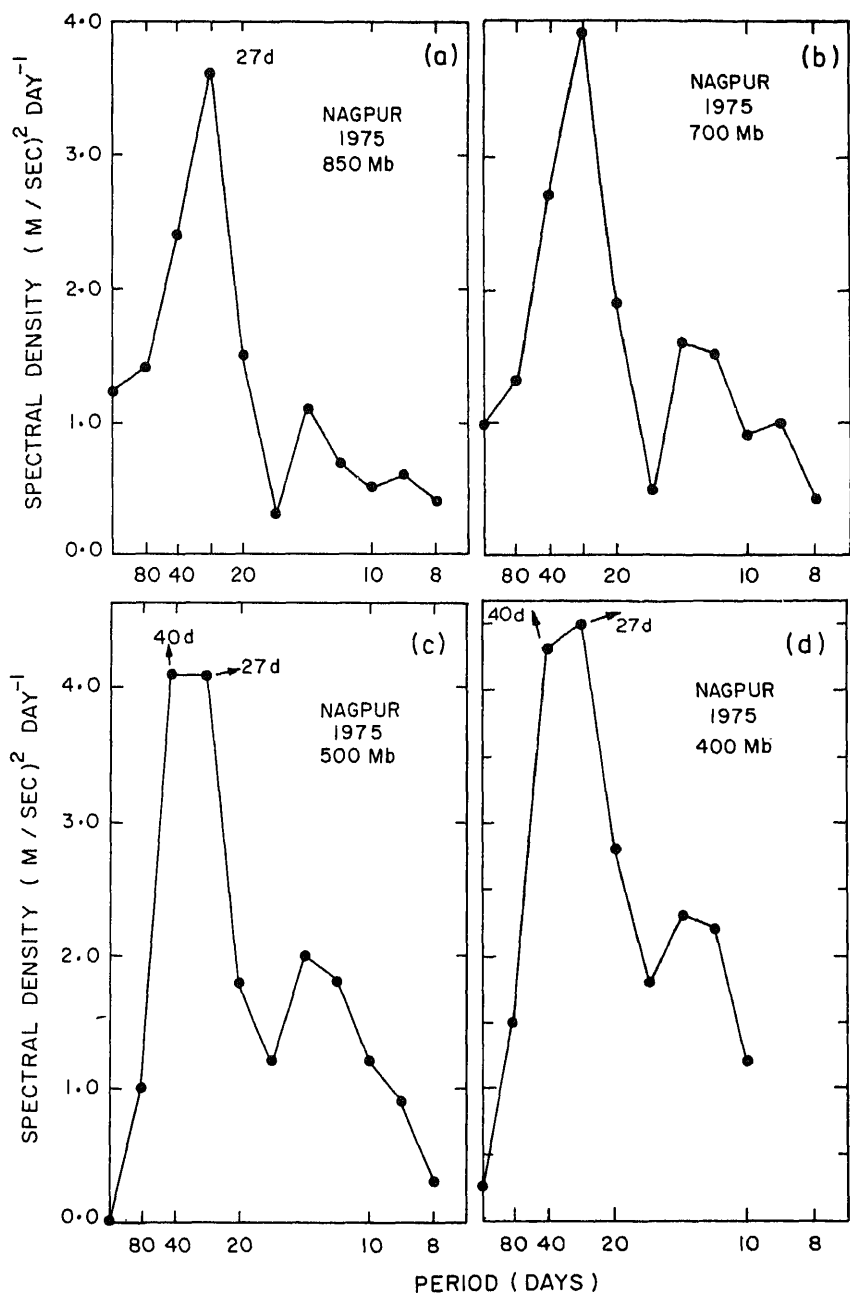 4.0
3.0
2.0
1.0
0.0
SPECTRAL DENSITY (M/SEC)² DAY⁻¹
27d
(a)
NAGPUR
1975
850 Mb
80 40 20 10 8
(b)
NAGPUR
1975
700 Mb
80 40 20 10 8
4.0
3.0
2.0
1.0
0.0
SPECTRAL DENSITY (M/SEC)² DAY⁻¹
40d
27d
(c)
NAGPUR
1975
500 Mb
80 40 20 10 8
40d
27d
(d)
NAGPUR
1975
400 Mb
80 40 20 10 8
PERIOD (DAYS)